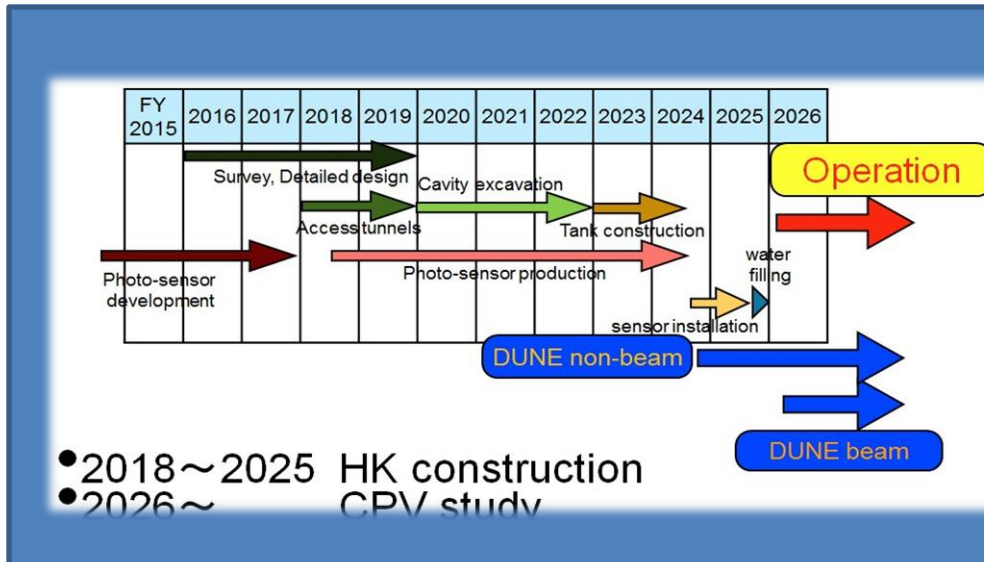 FY
2015 2016 2017 2018 2019 2020 2021 2022 2023 2024 2025 2026
Operation
Survey, Detailed design
Cavity excavation
Access tunnels
Tank construction
water
filling
Photo-sensor
development
Photo-sensor production
sensor installation
DUNE non-beam
DUNE beam
•2018～2025 HK construction
•2026～ CPV study